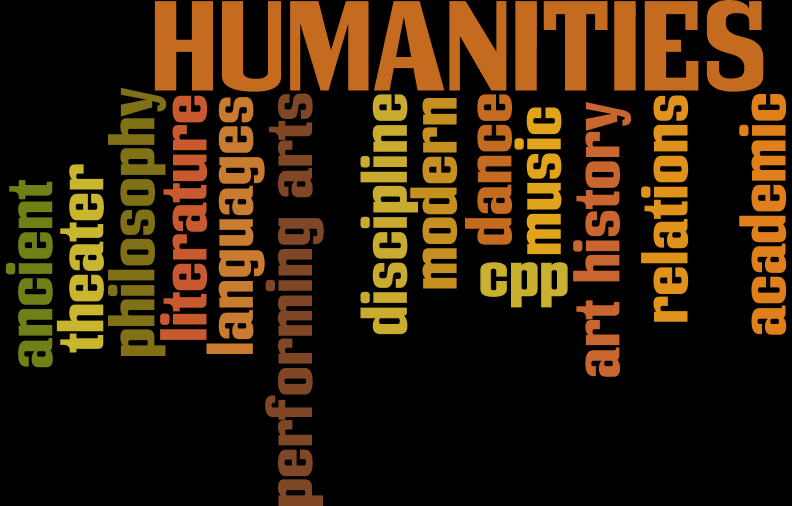 HUMANITIES
ancient
theater
philosophy
literature
languages
performing arts
discipline
modern
dance
cpp
music
art history
relations
academic